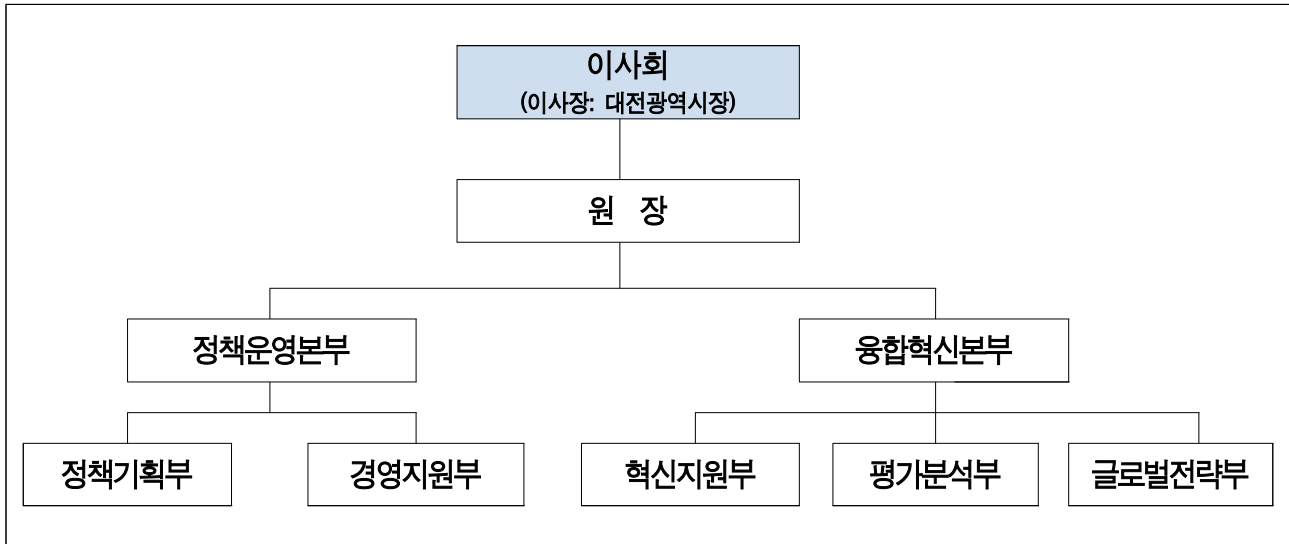 이사회
(이사장: 대전광역시장)
원 장
정책운영본부
융합혁신본부
정책기획부
경영지원부
혁신지원부
평가분석부
글로벌전략부